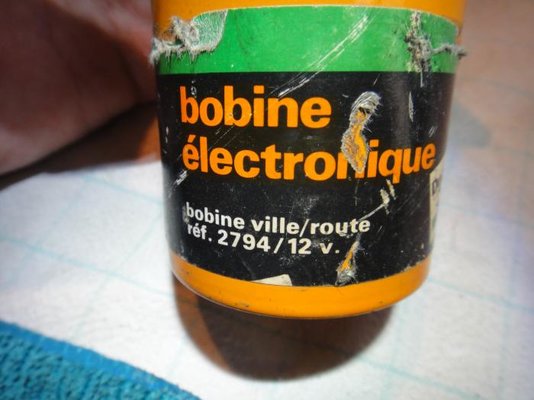 bobine
électronique
bobine ville/route
réf. 2794/12 v.